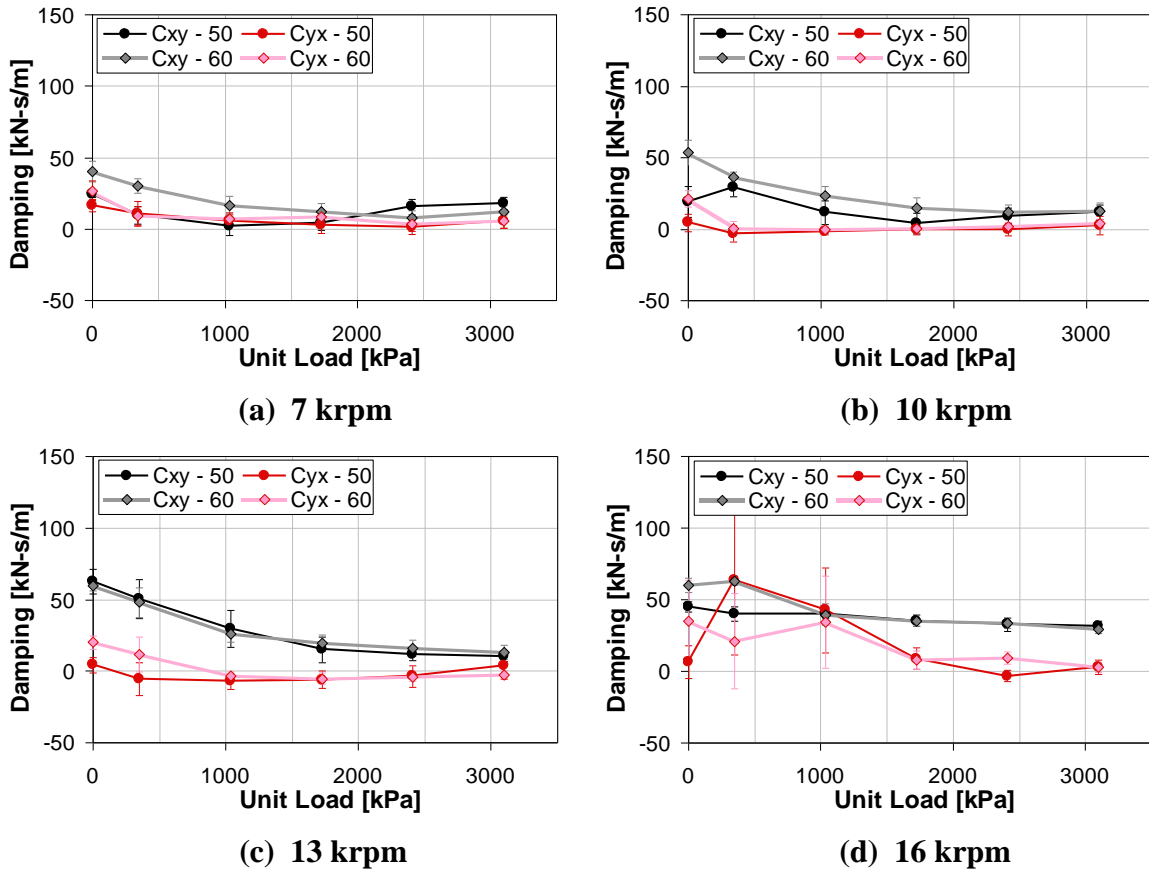 150
100
50
0
-50
Damping [kN-s/m]
Cxy - 50 Cyx - 50
Cxy - 60 Cyx - 60
0 1000 2000 3000
Unit Load [kPa]
(a) 7 krpm
150
100
50
0
-50
Damping [kN-s/m]
Cxy - 50 Cyx - 50
Cxy - 60 Cyx - 60
0 1000 2000 3000
Unit Load [kPa]
(b) 10 krpm
150
100
50
0
-50
Damping [kN-s/m]
Cxy - 50 Cyx - 50
Cxy - 60 Cyx - 60
0 1000 2000 3000
Unit Load [kPa]
(c) 13 krpm
150
100
50
0
-50
Damping [kN-s/m]
Cxy - 50 Cyx - 50
Cxy - 60 Cyx - 60
0 1000 2000 3000
Unit Load [kPa]
(d) 16 krpm